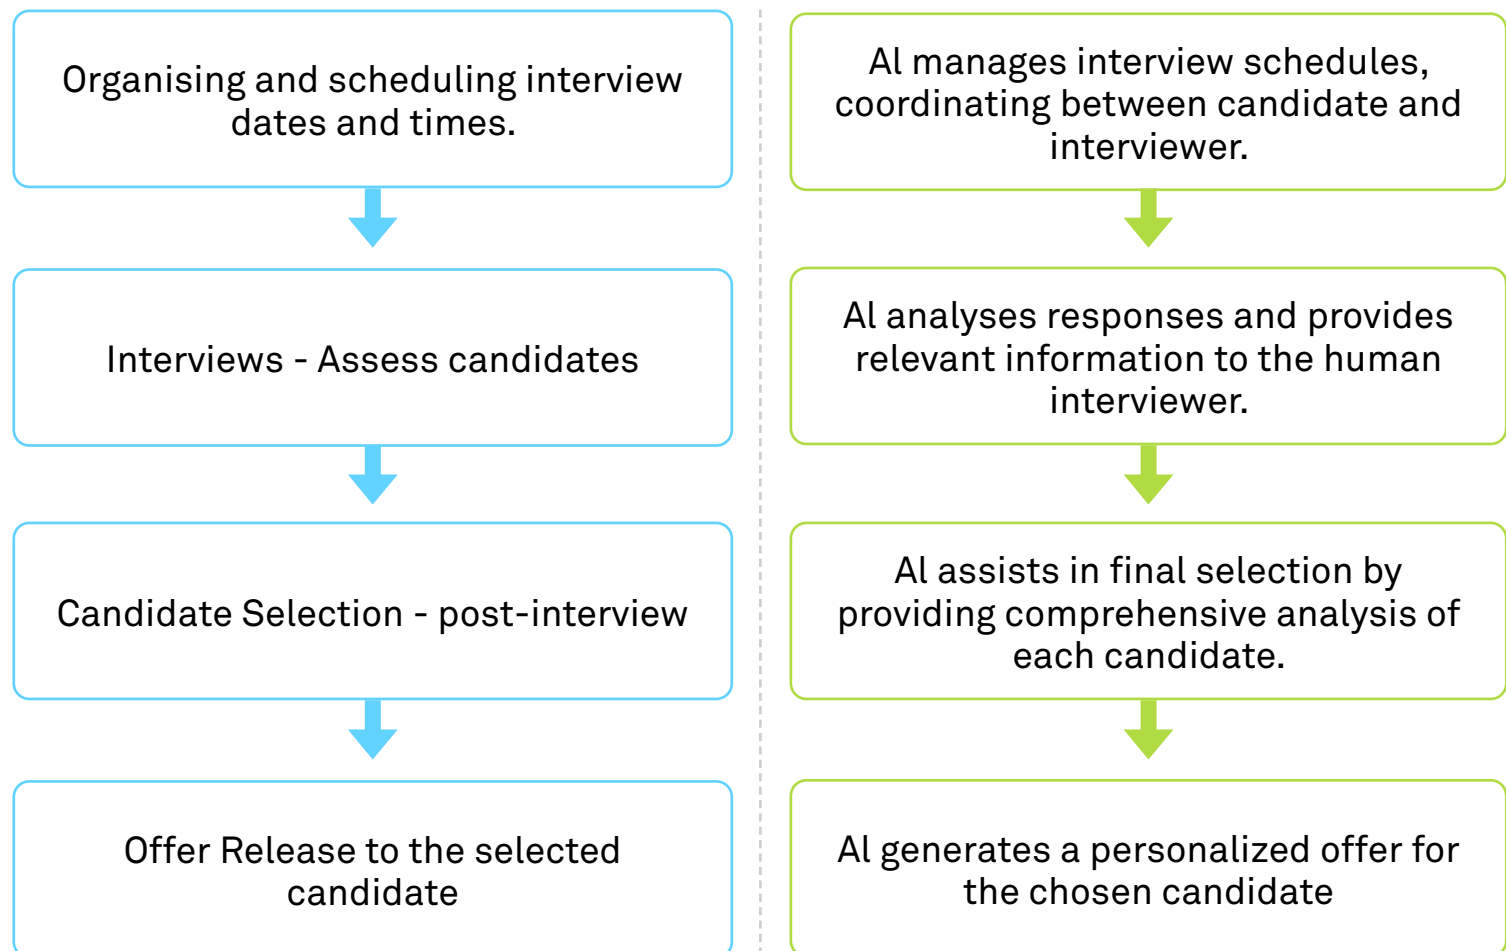 Organising and scheduling interview
dates and times.
AI manages interview schedules,
coordinating between candidate and
interviewer.
Interviews - Assess candidates
AI analyses responses and provides
relevant information to the human
interviewer.
Candidate Selection - post-interview
AI assists in final selection by
providing comprehensive analysis of
each candidate.
Offer Release to the selected
candidate
AI generates a personalized offer for
the chosen candidate